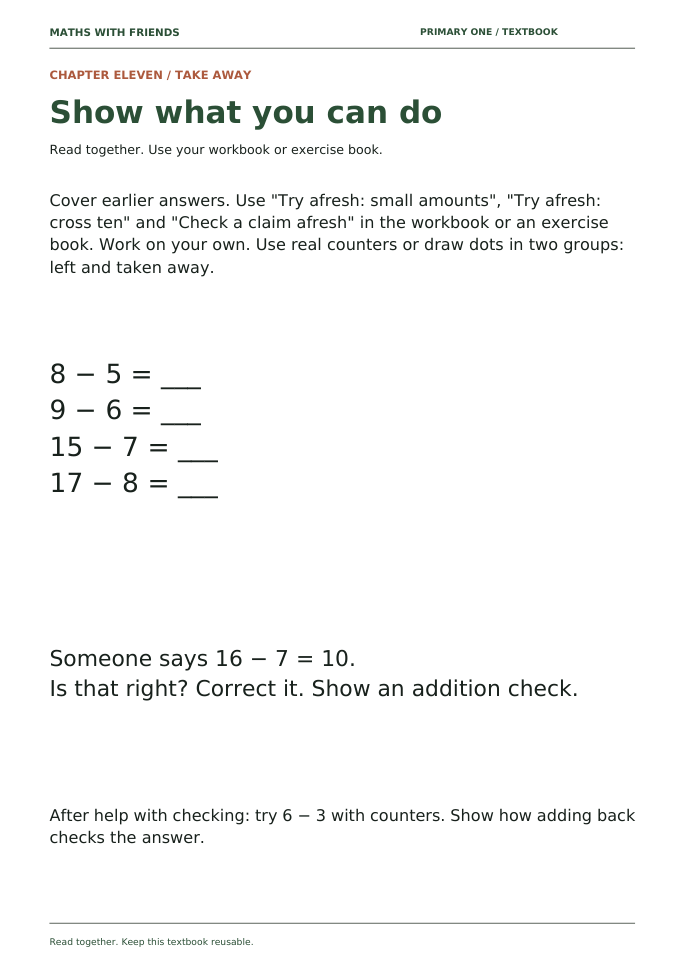 MATHS WITH FRIENDS
PRIMARY ONE / TEXTBOOK
CHAPTER ELEVEN / TAKE AWAY
Show what you can do
Read together. Use your workbook or exercise book.
Cover earlier answers. Use "Try afresh: small amounts", "Try afresh:
cross ten" and "Check a claim afresh" in the workbook or an exercise
book. Work on your own. Use real counters or draw dots in two groups:
left and taken away.
8 − 5 = ___
9 − 6 = ___
15 − 7 = ___
17 − 8 = ___
Someone says 16 − 7 = 10.
Is that right? Correct it. Show an addition check.
After help with checking: try 6 − 3 with counters. Show how adding back
checks the answer.
Read together. Keep this textbook reusable.